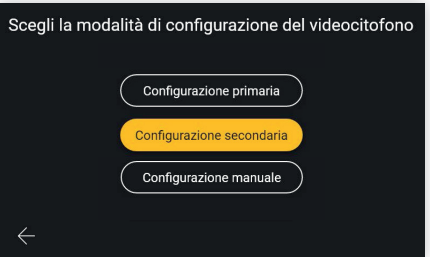 Scegli la modalità di configurazione del videocitofono
Configurazione primaria
Configurazione secondaria
Configurazione manuale